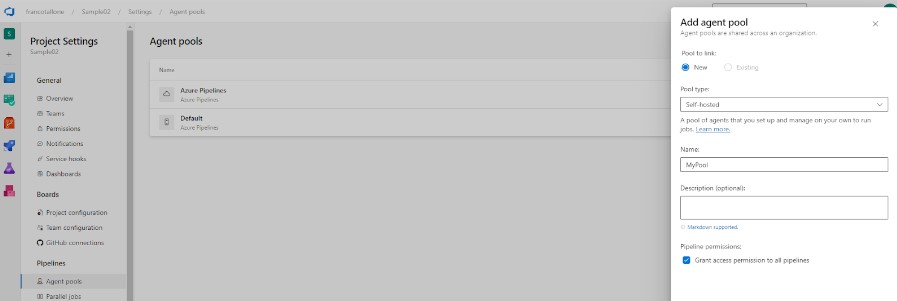 francotallone / Sample02 / Settings / Agent pools
S
Project Settings
Sample02
General
Overview
Teams
Permissions
Notifications
Service hooks
Dashboards
Boards
Project configuration
Team configuration
GitHub connections
Pipelines
Agent pools
Parallel jobs
Agent pools
Name
Azure Pipelines
Azure Pipelines
Default
Azure Pipelines
Add agent pool
Agent pools are shared across an organization.
Pool to link:
New Existing
Pool type:
Self-hosted
A pool of agents that you set up and manage on your own to run
jobs. Learn more.
Name:
MyPool
Description (optional):
Markdown supported.
Pipeline permissions:
Grant access permission to all pipelines